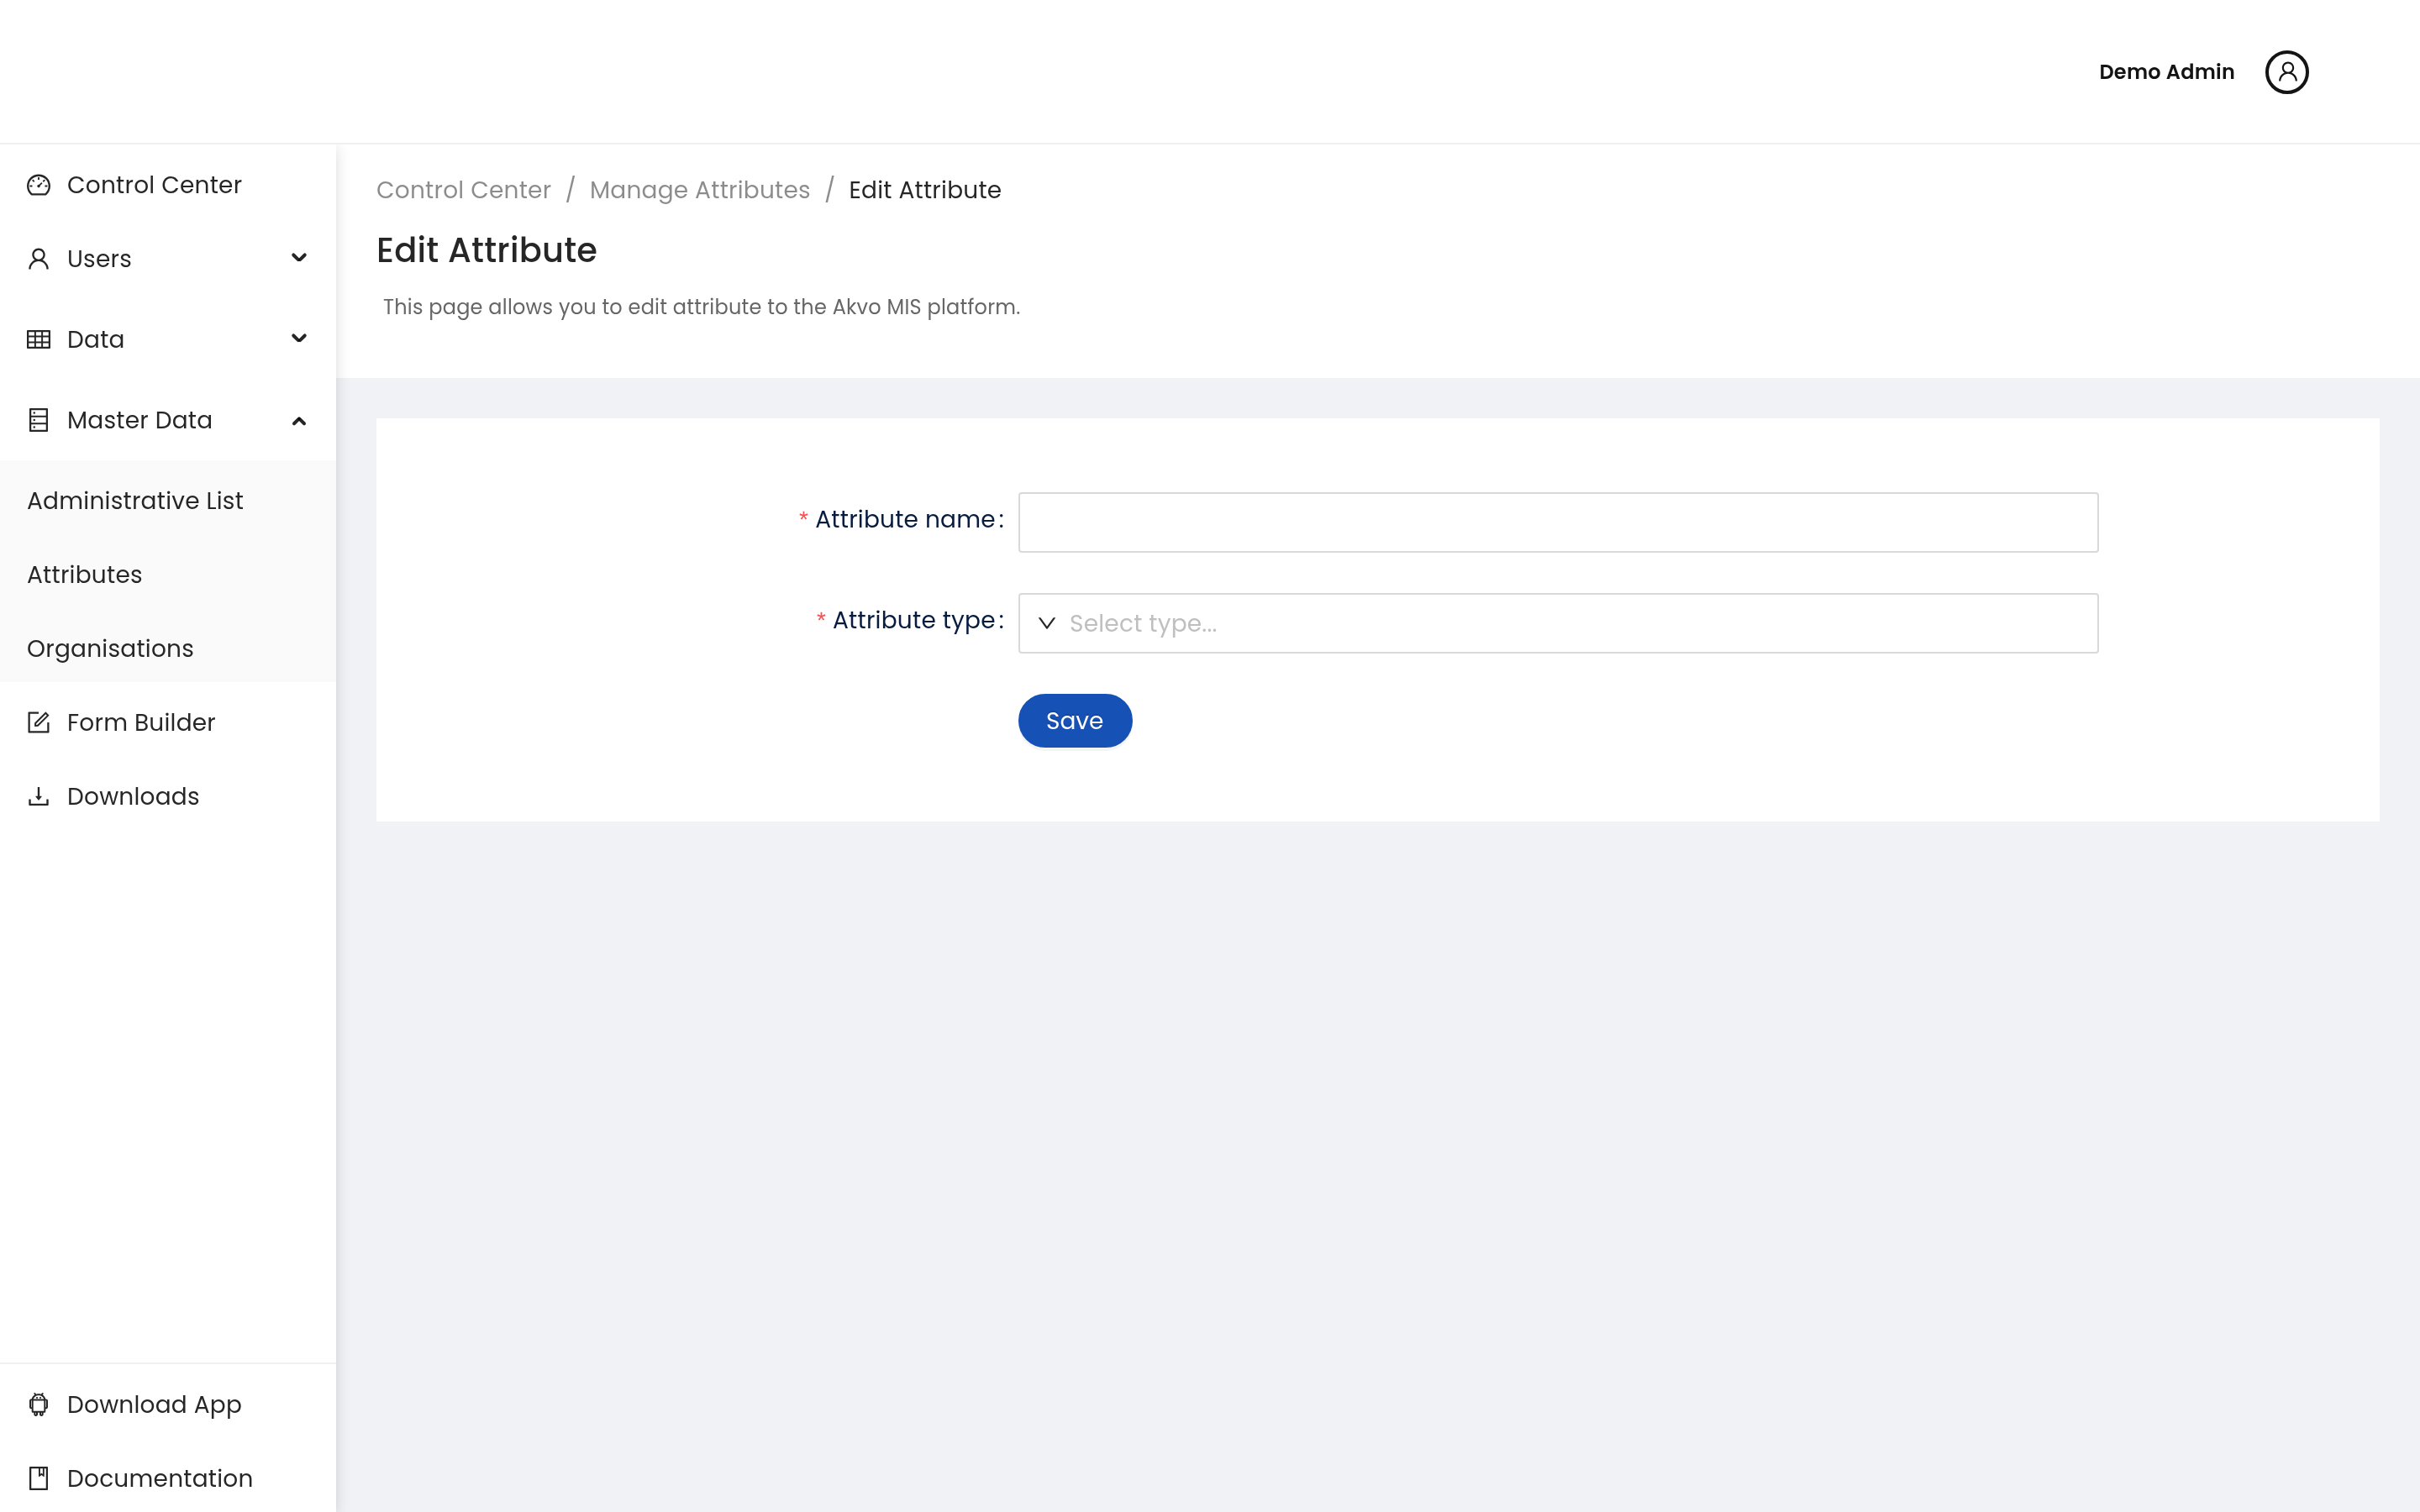 Demo Admin
Control Center
Users
Data
Master Data
Administrative List
Attributes
Organisations
Form Builder
Downloads
Download App
Documentation
Control Center / Manage Attributes / Edit Attribute
Edit Attribute
This page allows you to edit attribute to the Akvo MIS platform.
* Attribute name:
* Attribute type:
Select type...
Save